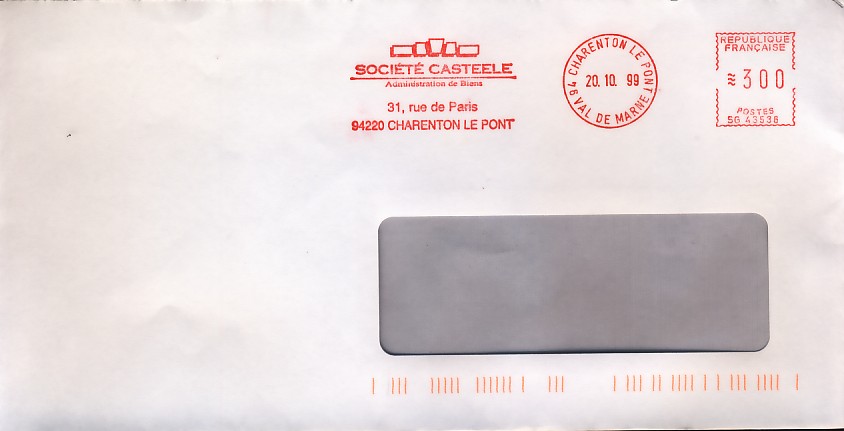 SOCIÉTÉ CASTEELE
Administration de Biens
31, rue de Paris
94220 CHARENTON LE PONT
94 CHARENTON LE PONT
20.10.99
VAL DE MARNE
REPUBLIQUE
FRANÇAISE
≈300
POSTES
SG 43538